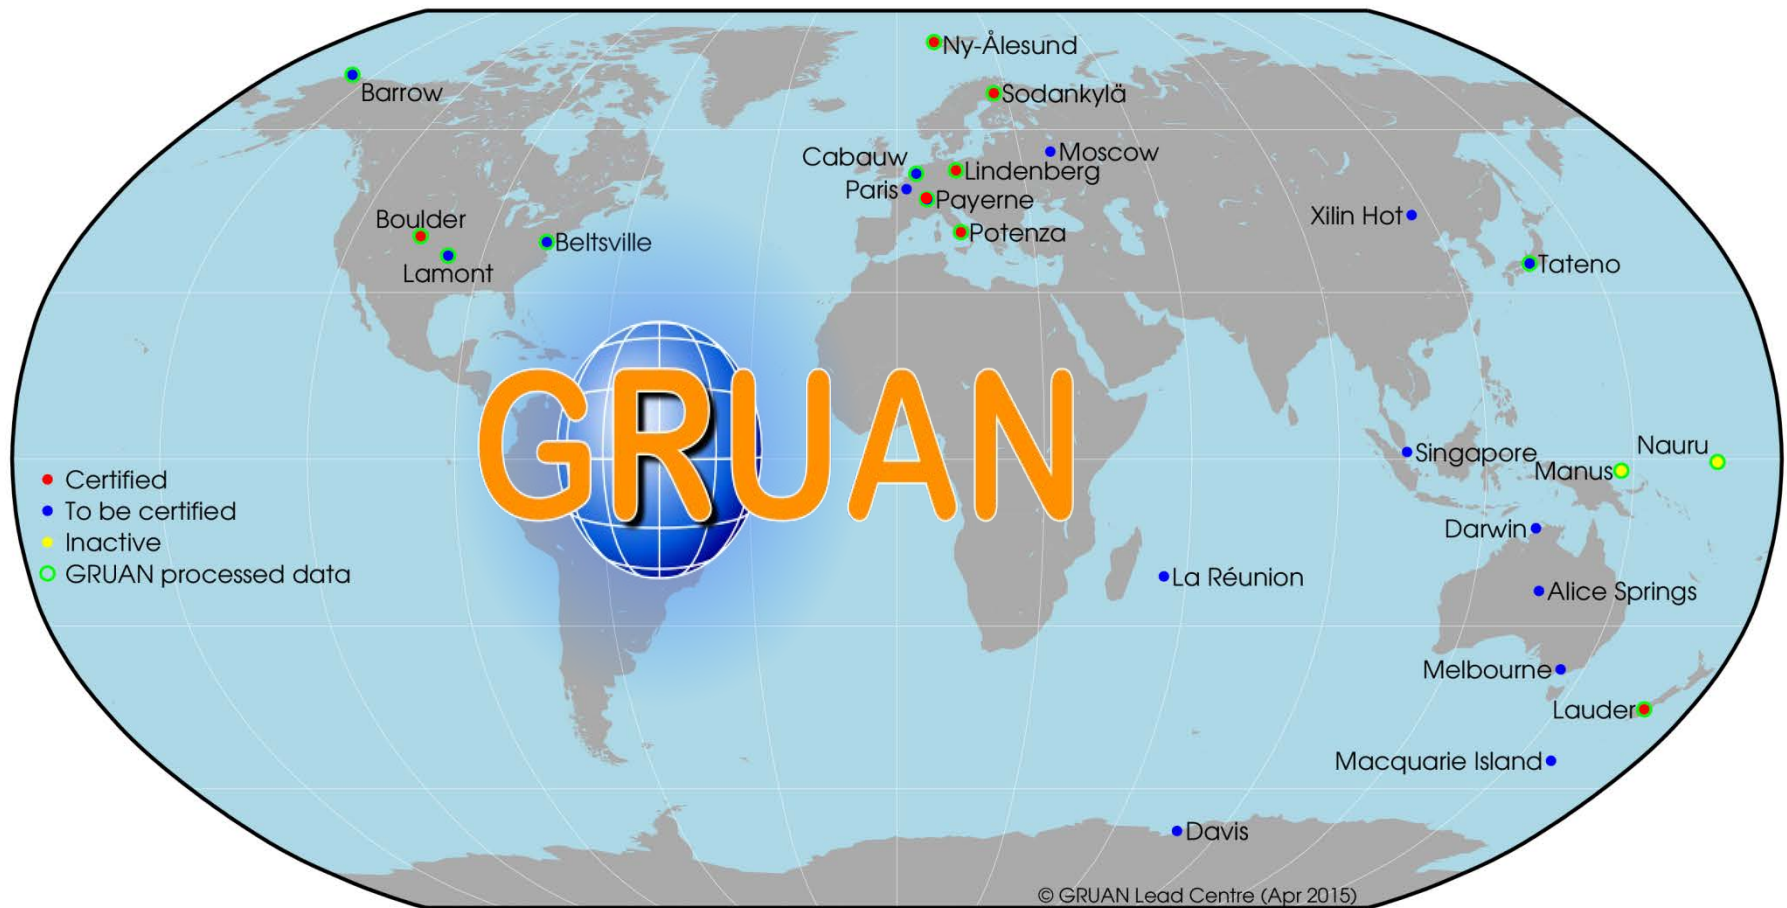 Ny-Ålesund
Barrow
Sodankylä
Cabauw
Moscow
Lindenberg
Paris
Payerne
Boulder
Xilin Hot
Potenza
Beltsville
Lamont
Tateno
GRUAN
Nauru
Singapore
Manus
Certified
To be certified
Inactive
GRUAN processed data
Darwin
La Réunion
Alice Springs
Melbourne
Lauder
Macquarie Island
Davis
© GRUAN Lead Centre (Apr 2015)